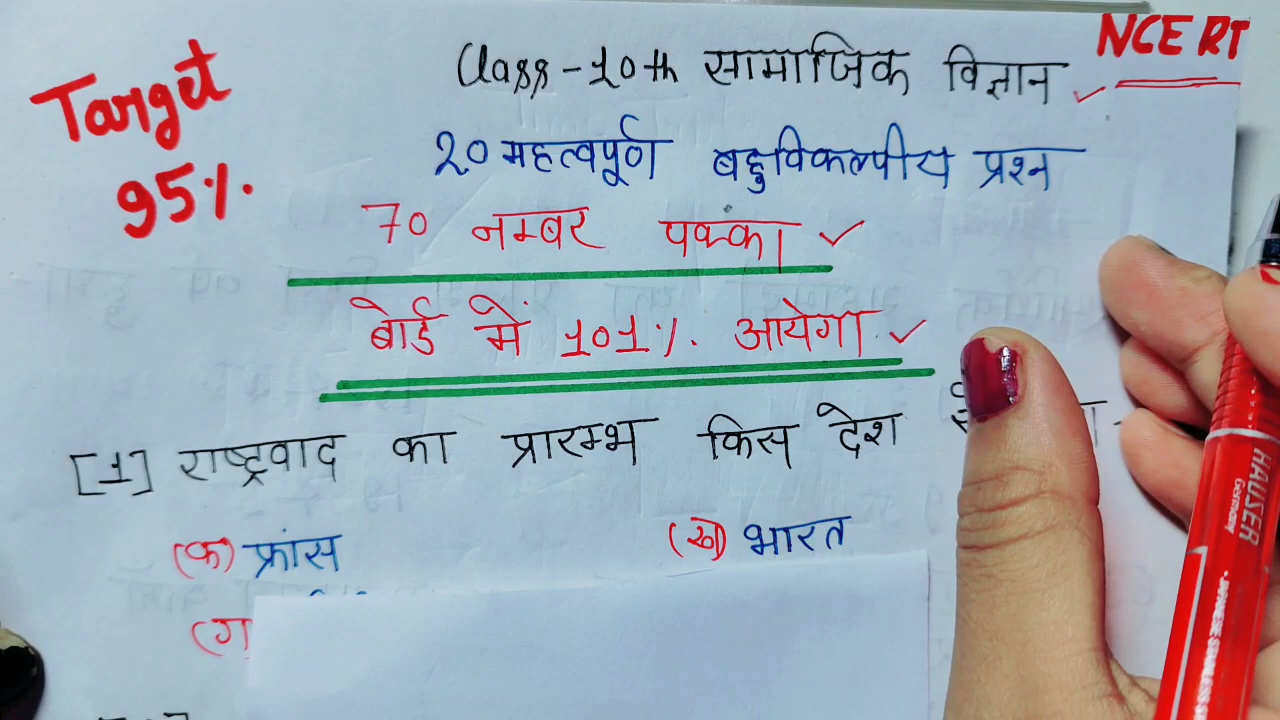 NCERT
Target
95%.
Class-10th सामाजिक विज्ञान
20 महत्वपूर्ण बहुविकल्पीय प्रश्न
70 नम्बर पक्का
बोर्ड में 101%. आयेगा
[1] राष्ट्रवाद का प्रारम्भ किस देश
(क) फ्रांस (ख) भारत
(ग)
HAUSER
Germany